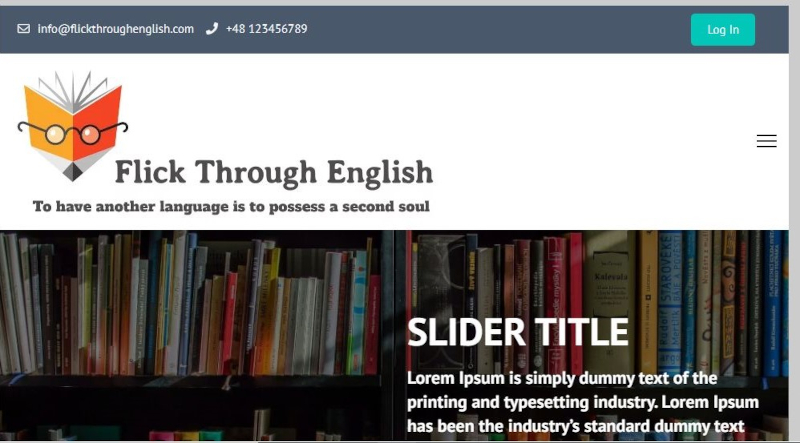 info@flickthroughenglish.com +48 123456789 Log In
Flick Through English
To have another language is to possess a second soul
Kalevala
SLIDER TITLE
Lorem Ipsum is simply dummy text of the
printing and typesetting industry. Lorem Ipsum
has been the industry's standard dummy text